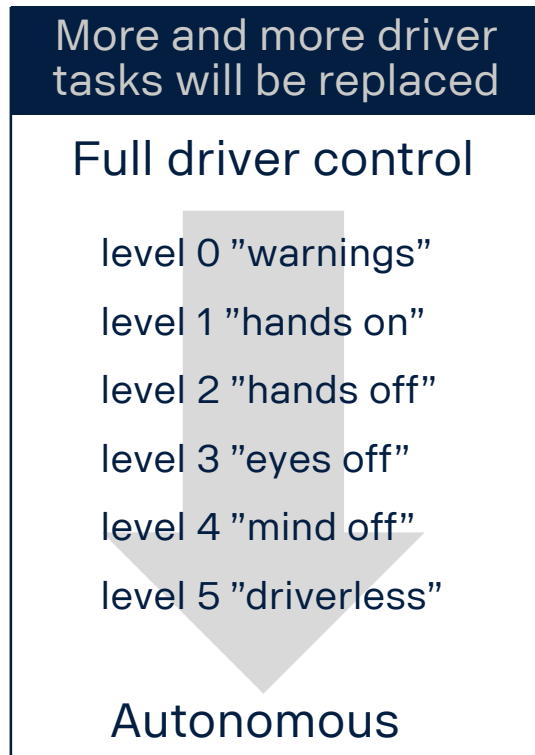 More and more driver
tasks will be replaced
Full driver control
level 0 ”warnings”
level 1 ”hands on”
level 2 ”hands off”
level 3 ”eyes off”
level 4 ”mind off”
level 5 ”driverless”
Autonomous